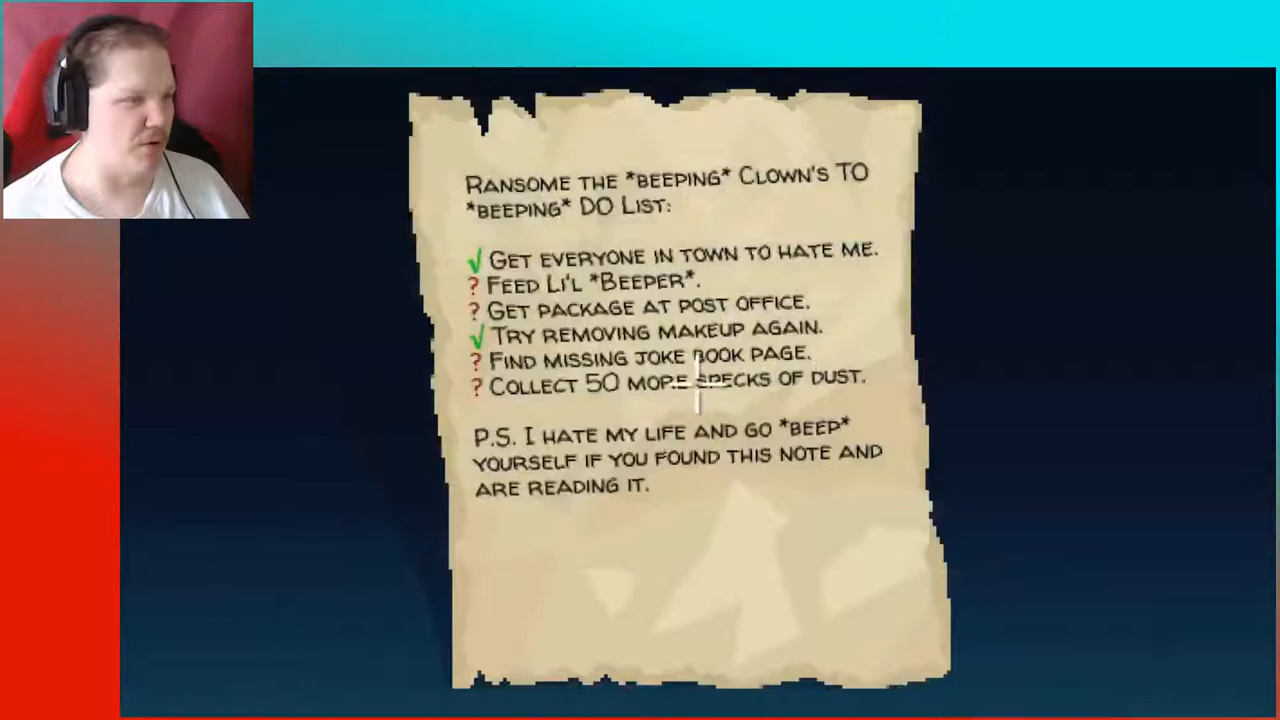 RANSOME THE *BEEPING* CLOWN'S TO
*BEEPING* DO LIST:
√ GET EVERYONE IN TOWN TO HATE ME.
? FEED LI'L *BEEPER*.
? GET PACKAGE AT POST OFFICE.
√ TRY REMOVING MAKEUP AGAIN.
? FIND MISSING JOKE BOOK PAGE.
? COLLECT 50 MORE SPECKS OF DUST.
P.S. I HATE MY LIFE AND GO *BEEP*
YOURSELF IF YOU FOUND THIS NOTE AND
ARE READING IT.